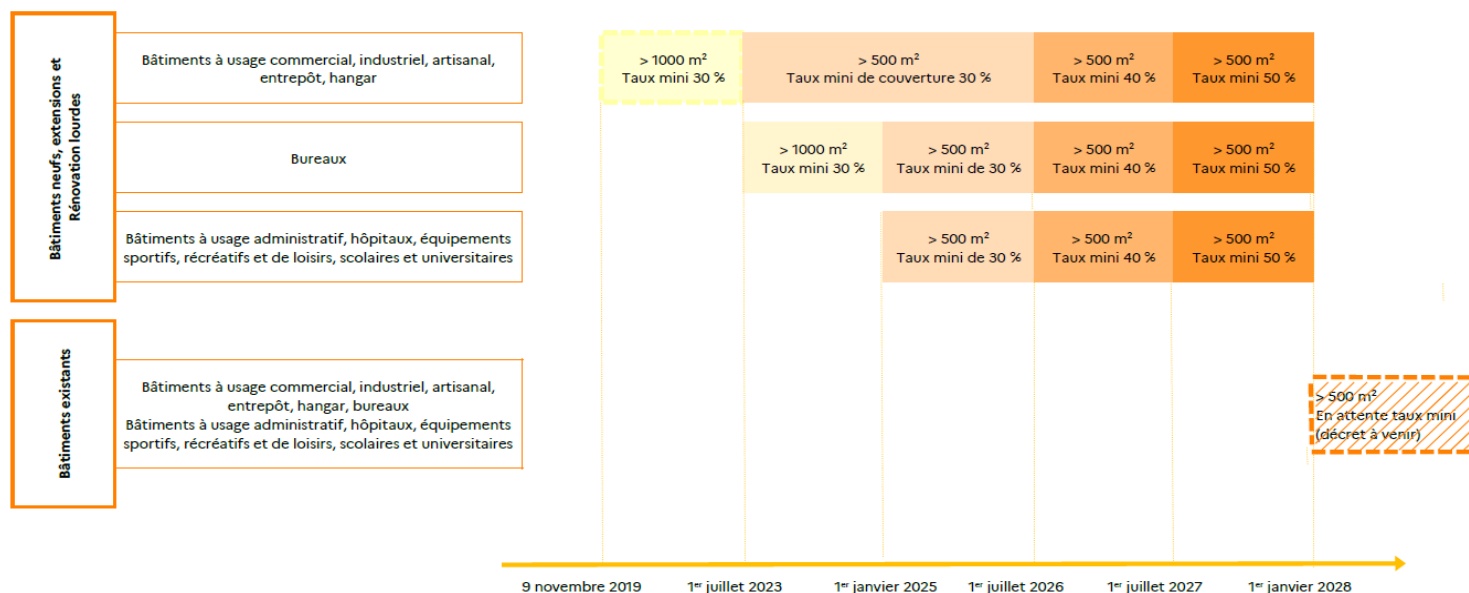 Bâtiments neufs, extensions et
Rénovation lourdes
Bâtiments à usage commercial, industriel, artisanal,
entrepôt, hangar
> 1000 m²
Taux mini 30 %
> 500 m²
Taux mini de couverture 30 %
> 500 m²
Taux mini 40 %
> 500 m²
Taux mini 50 %
Bureaux
> 1000 m²
Taux mini 30 %
> 500 m²
Taux mini de 30 %
> 500 m²
Taux mini 40 %
> 500 m²
Taux mini 50 %
Bâtiments à usage administratif, hôpitaux, équipements
sportifs, récréatifs et de loisirs, scolaires et universitaires
> 500 m²
Taux mini de 30 %
> 500 m²
Taux mini 40 %
> 500 m²
Taux mini 50 %
Bâtiments existants
Bâtiments à usage commercial, industriel, artisanal,
entrepôt, hangar, bureaux
Bâtiments à usage administratif, hôpitaux, équipements
sportifs, récréatifs et de loisirs, scolaires et universitaires
> 500 m²
En attente taux mini
(décret à venir)
9 novembre 2019
1er juillet 2023
1er janvier 2025
1er juillet 2026
1er juillet 2027
1er janvier 2028